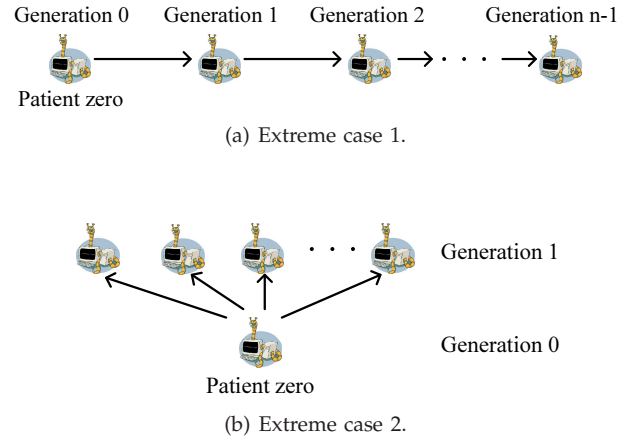 Generation 0 Generation 1 Generation 2 Generation n-1
Patient zero
(a) Extreme case 1.
Generation 1
Generation 0
Patient zero
(b) Extreme case 2.